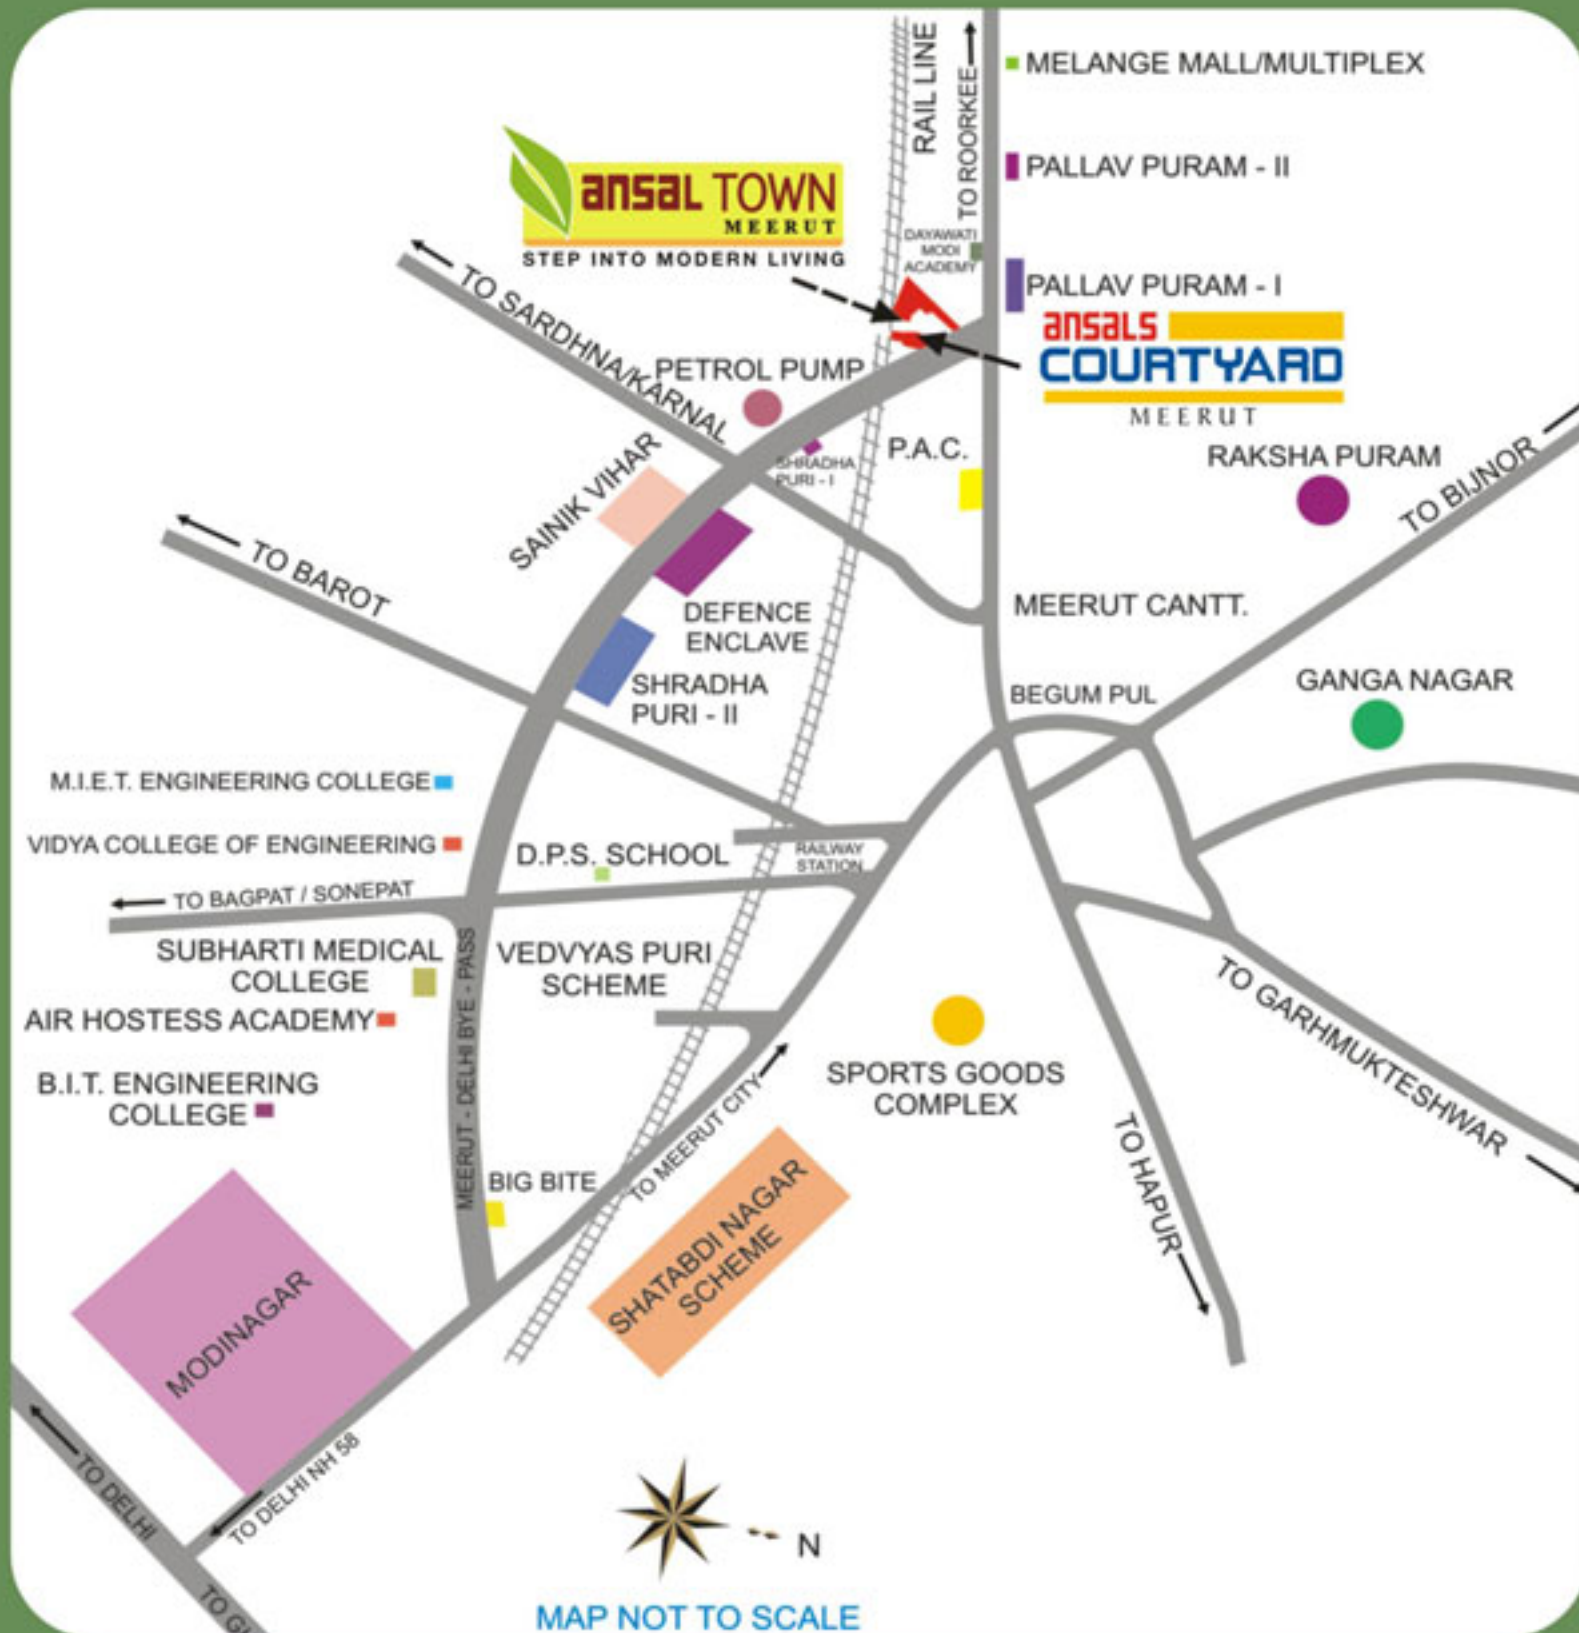 RAIL LINE
TO ROORKEE
MELANGE MALL/MULTIPLEX
PALLAV PURAM - II
ansal TOWN
MEERUT
STEP INTO MODERN LIVING
DAYAWATI
MODI
ACADEMY
PALLAV PURAM - I
ansals
COURTYARD
MEERUT
TO SARDHNA/KARNAL
PETROL PUMP
SHRADHA
PURI - I
P.A.C.
RAKSHA PURAM
TO BIJNOR
SAINIK VIHAR
TO BAROT
DEFENCE
ENCLAVE
MEERUT CANTT.
SHRADHA
PURI - II
BEGUM PUL
GANGA NAGAR
M.I.E.T. ENGINEERING COLLEGE
VIDYA COLLEGE OF ENGINEERING
D.P.S. SCHOOL
RAILWAY
STATION
TO BAGPAT / SONEPAT
SUBHARTI MEDICAL
COLLEGE
VEDVYAS PURI
SCHEME
AIR HOSTESS ACADEMY
MEERUT - DELHI BYE - PASS
B.I.T. ENGINEERING
COLLEGE
SPORTS GOODS
COMPLEX
TO GARHMUKTESHWAR
TO MEERUT CITY
TO HAPUR
BIG BITE
SHATABDI NAGAR
SCHEME
MODINAGAR
TO DELHI NH 58
TO DELHI
TO
N
MAP NOT TO SCALE